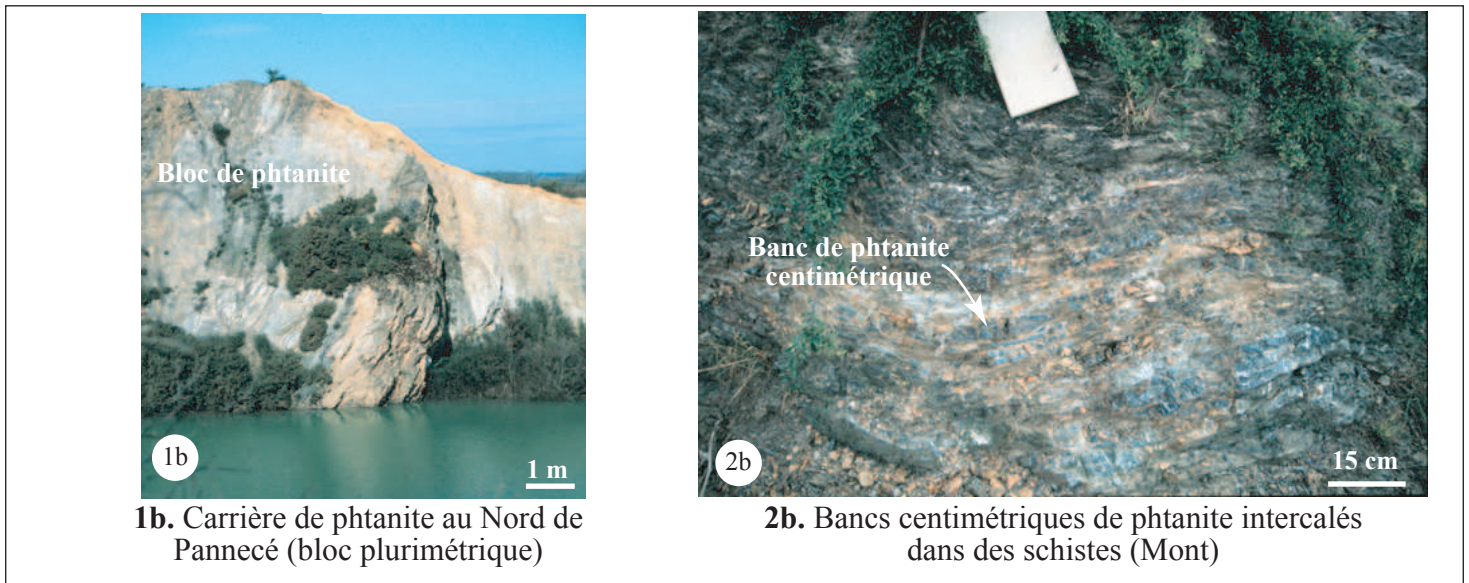 Bloc de phtanite
1b
1 m
1b. Carrière de phtanite au Nord de
Pannecé (bloc plurimétrique)
Banc de phtanite
centimétrique
2b
15 cm
2b. Bancs centimétriques de phtanite intercalés
dans des schistes (Mont)